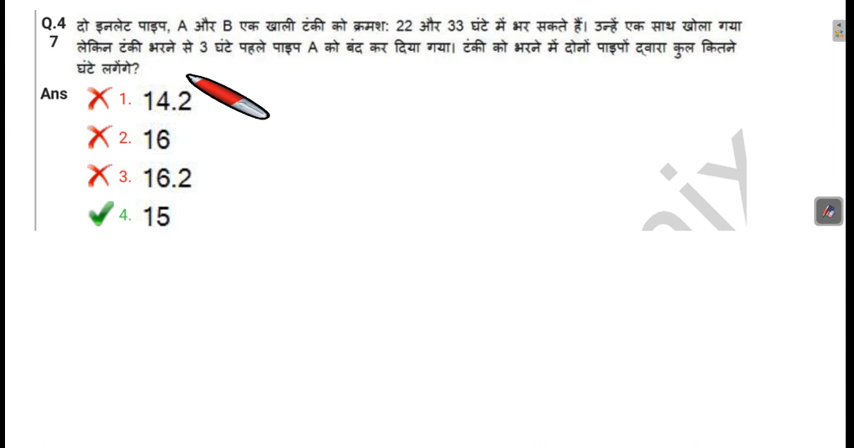 Q.4 दो इनलेट पाइप, A और B एक खाली टंकी को क्रमश: 22 और 33 घंटे में भर सकते हैं। उन्हें एक साथ खोला गया
7 लेकिन टंकी भरने से 3 घंटे पहले पाइप A को बंद कर दिया गया। टंकी को भरने में दोनों पाइपों द्वारा कुल कितने
घंटे लगेंगे?
Ans 1. 14.2
2. 16
3. 16.2
4. 15